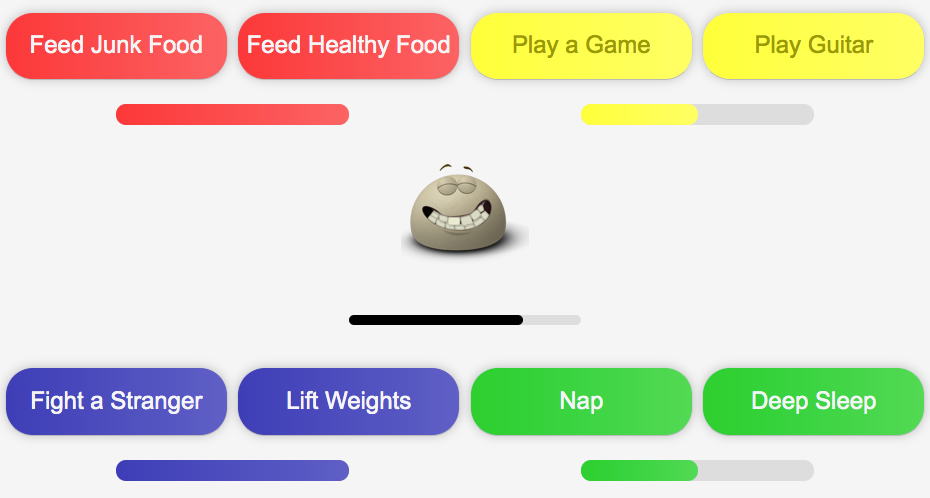 Feed Junk Food
Feed Healthy Food
Play a Game
Play Guitar
Fight a Stranger
Lift Weights
Nap
Deep Sleep